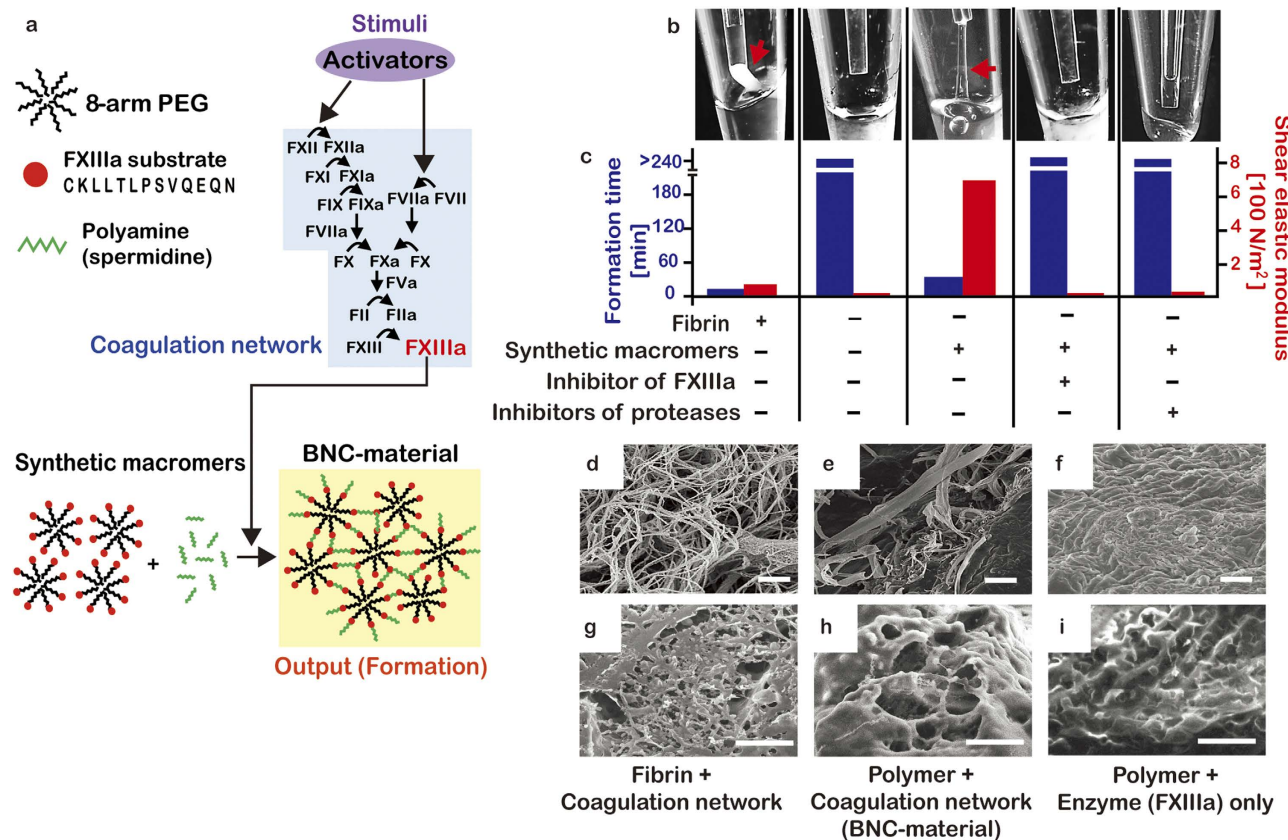 a
Stimuli
Activators
8-arm PEG
FXIIIa substrate
CKLLTLPSVQEQN
Polyamine
(spermidine)
FXII FXIIa
FXI FXIa
FIX FIXa FVIIa FVII
FVIIa
FX FXa FX
FVa
FII FIIa
FXIII FXIIIa
Coagulation network
Synthetic macromers
+
BNC-material
Output (Formation)
b
c
Formation time
[min]
>240
180
120
60
0
8
6
4
2
Shear elastic modulus
[100 N/m²]
Fibrin + – – – –
Synthetic macromers – – + + +
Inhibitor of FXIIIa – – – + –
Inhibitors of proteases – – – – +
d
e
f
g
h
i
Fibrin +
Coagulation network
Polymer +
Coagulation network
(BNC-material)
Polymer +
Enzyme (FXIIIa) only